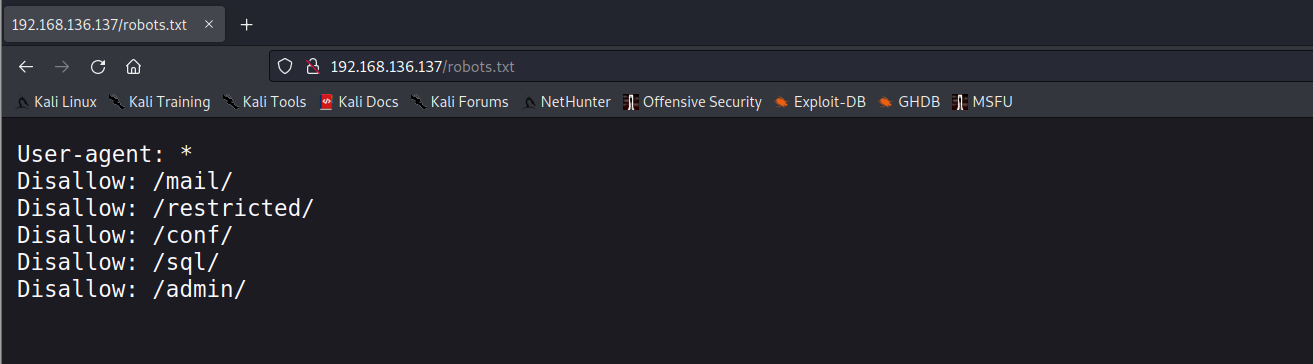 192.168.136.137/robots.txt
192.168.136.137/robots.txt
Kali Linux Kali Training Kali Tools Kali Docs Kali Forums NetHunter Offensive Security Exploit-DB GHDB MSFU
User-agent: *
Disallow: /mail/
Disallow: /restricted/
Disallow: /conf/
Disallow: /sql/
Disallow: /admin/